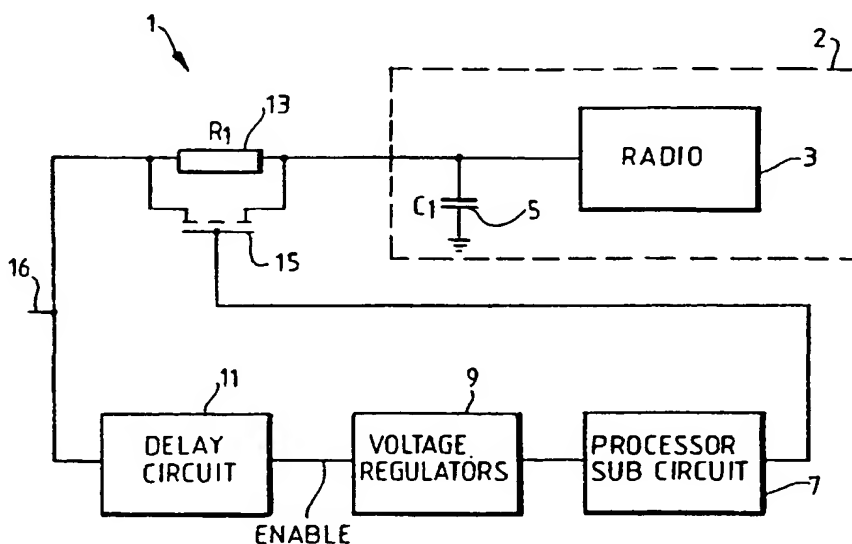 1
2
13
R1
RADIO
3
C1
5
15
16
11
9
DELAY
CIRCUIT
VOLTAGE.
REGULATORS
PROCESSOR
SUB CIRCUIT
7
ENABLE